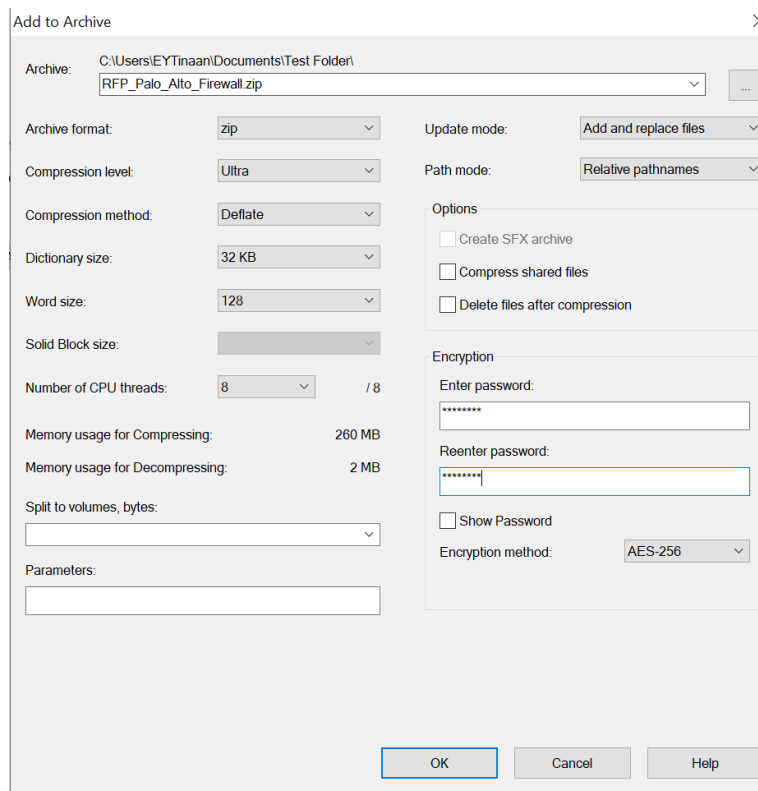 Add to Archive
Archive:
C:\Users\EYTinaan\Documents\Test Folder\
RFP_Palo_Alto_Firewall.zip
...
Archive format:
zip
Compression level:
Ultra
Compression method:
Deflate
Dictionary size:
32 KB
Word size:
128
Solid Block size:
Number of CPU threads:
8
/ 8
Memory usage for Compressing:
260 MB
Memory usage for Decompressing:
2 MB
Split to volumes, bytes:
Parameters:
Update mode:
Add and replace files
Path mode:
Relative pathnames
Options
Create SFX archive
Compress shared files
Delete files after compression
Encryption
Enter password:
********
Reenter password:
********
Show Password
Encryption method:
AES-256
OK
Cancel
Help